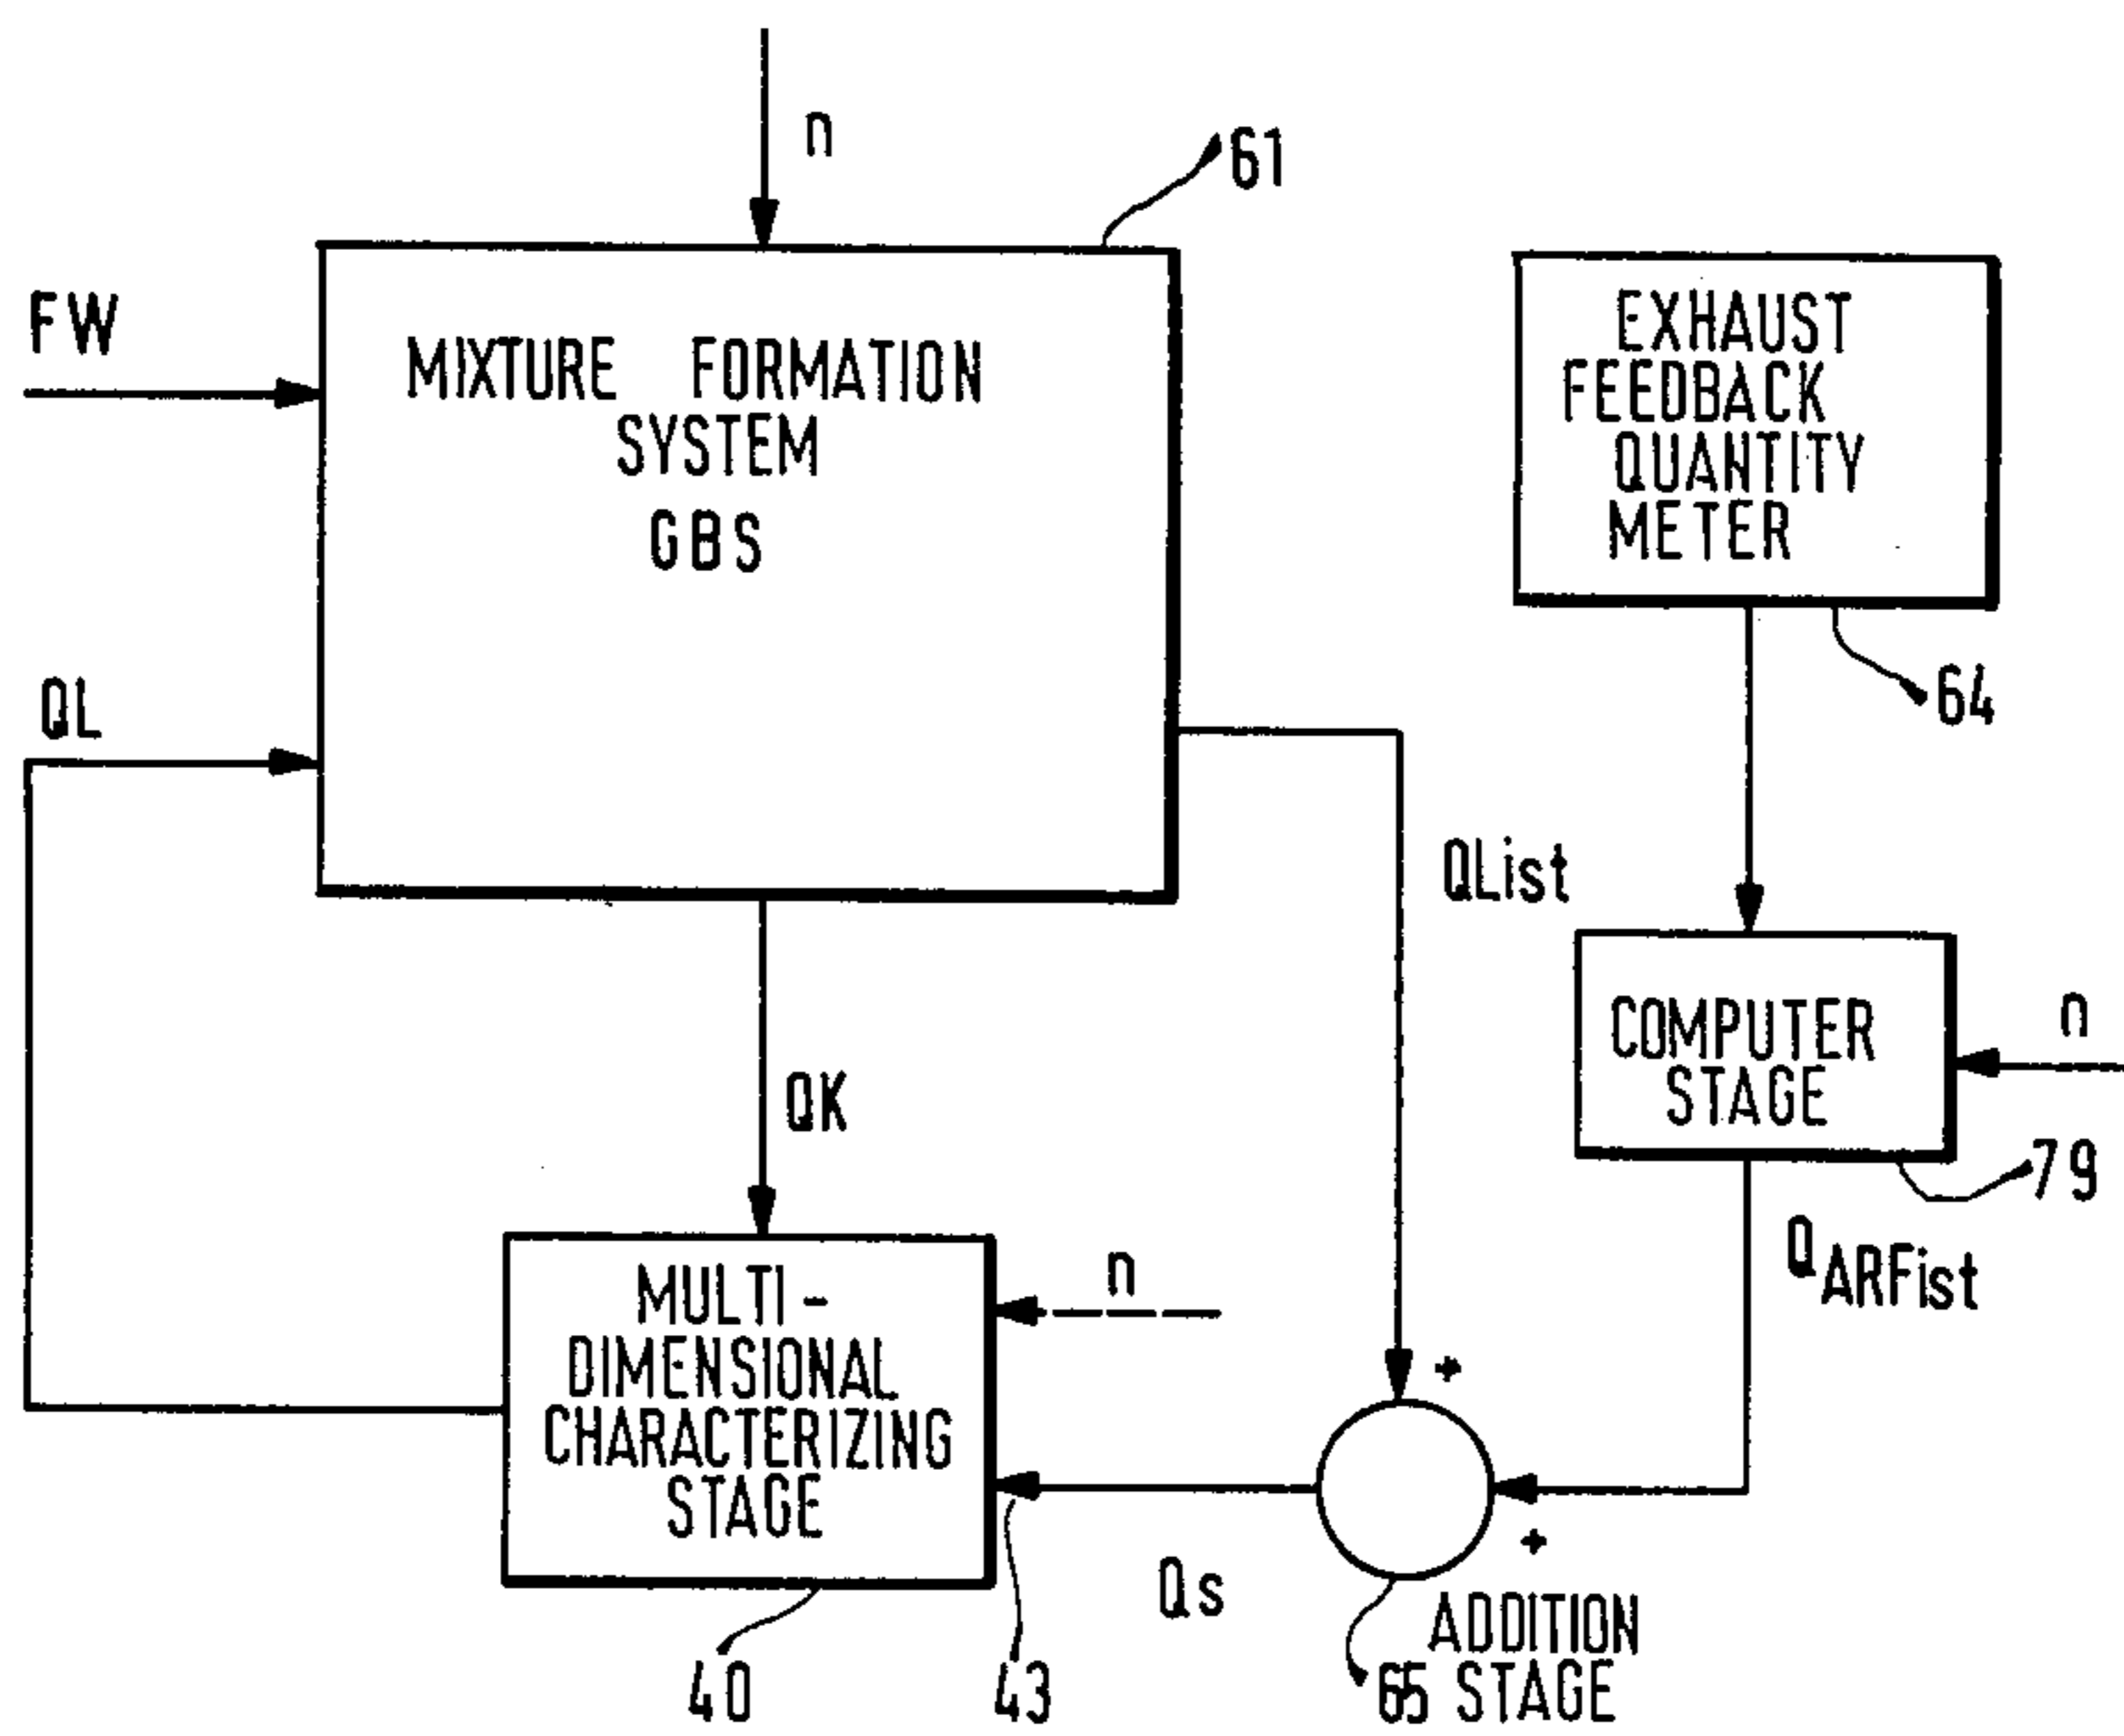 n
61
FW
MIXTURE FORMATION
SYSTEM
GBS
EXHAUST
FEEDBACK
QUANTITY
METER
64
QL
QList
COMPUTER
STAGE
n
79
QK
QARFist
MULTI-
DIMENSIONAL
CHARACTERIZING
STAGE
n
+
+
Qs
40
43
ADDITION
65 STAGE